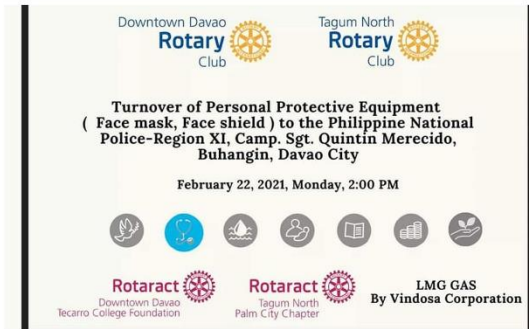 Downtown Davao
Rotary
Club
Tagum North
Rotary
Club
Turnover of Personal Protective Equipment
( Face mask, Face shield ) to the Philippine National
Police-Region XI, Camp. Sgt. Quintin Merecido,
Buhangin, Davao City
February 22, 2021, Monday, 2:00 PM
Rotaract
Downtown Davao
Tecarro College Foundation
Rotaract
Tagum North
Palm City Chapter
LMG GAS
By Vindosa Corporation